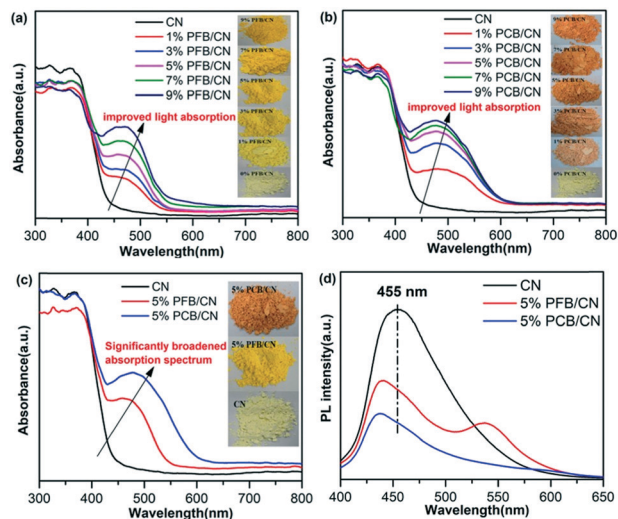 (a)
CN
1% PFB/CN
3% PFB/CN
5% PFB/CN
7% PFB/CN
9% PFB/CN
improved light absorption
9% PFB/CN
7% PFB/CN
5% PFB/CN
3% PFB/CN
1% PFB/CN
0% PFB/CN
Absorbance(a.u.)
300 400 500 600 700 800
Wavelength(nm)
(b)
CN
1% PCB/CN
3% PCB/CN
5% PCB/CN
7% PCB/CN
9% PCB/CN
improved light absorption
9% PCB/CN
7% PCB/CN
5% PCB/CN
3% PCB/CN
1% PCB/CN
0% PCB/CN
Absorbance(a.u.)
300 400 500 600 700 800
Wavelength(nm)
(c)
CN
5% PFB/CN
5% PCB/CN
Significantly broadened
absorption spectrum
5% PCB/CN
5% PFB/CN
CN
Absorbance(a.u.)
300 400 500 600 700 800
Wavelength(nm)
(d)
455 nm
CN
5% PFB/CN
5% PCB/CN
PL intensity(a.u.)
400 450 500 550 600 650
Wavelength(nm)